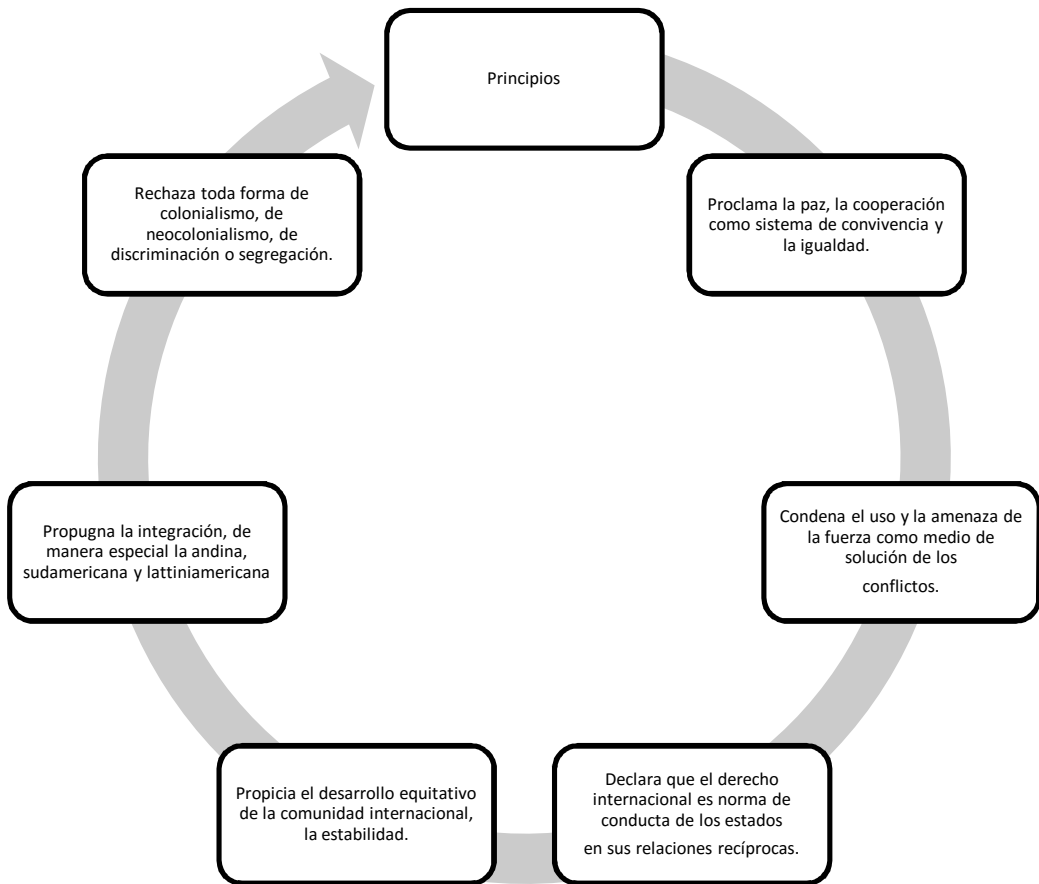 Principios
Proclama la paz, la cooperación
como sistema de convivencia y
la igualdad.
Condena el uso y la amenaza de
la fuerza como medio de
solución de los
conflictos.
Declara que el derecho
internacional es norma de
conducta de los estados
en sus relaciones recíprocas.
Propicia el desarrollo equitativo
de la comunidad internacional,
la estabilidad.
Propugna la integración, de
manera especial la andina,
sudamericana y lattiniamericana
Rechaza toda forma de
colonialismo, de
neocolonialismo, de
discriminación o segregación.